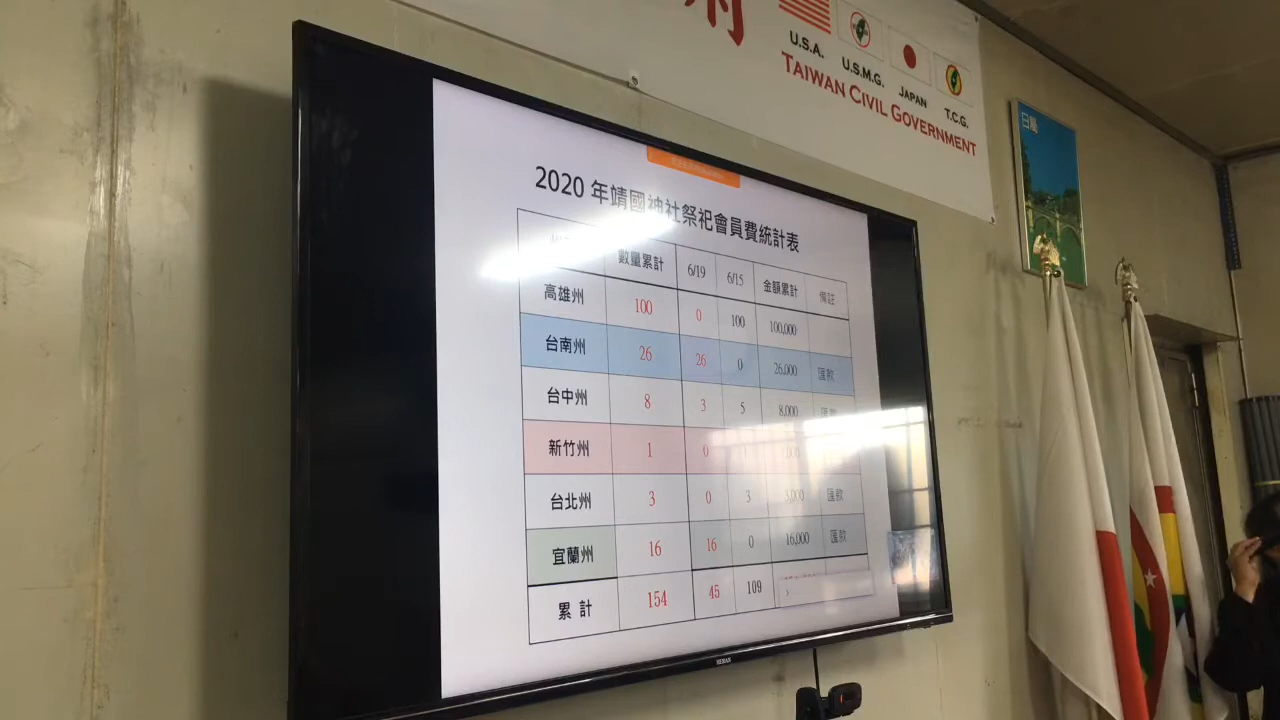 U.S.A. U.S.M.G. JAPAN T.C.G.
TAIWAN CIVIL GOVERNMENT
2020 年靖國神社祭祀會員費統計表
數量累計 6/19 6/15 金額累計 備註
高雄州 100 0 100 100,000
台南州 26 26 0 26,000 匯款
台中州 8 3 5 8,000 匯款
新竹州 1 0
台北州 3 0 3 3,000 匯款
宜蘭州 16 16 0 16,000 匯款
累計 154 45 109
HERAN